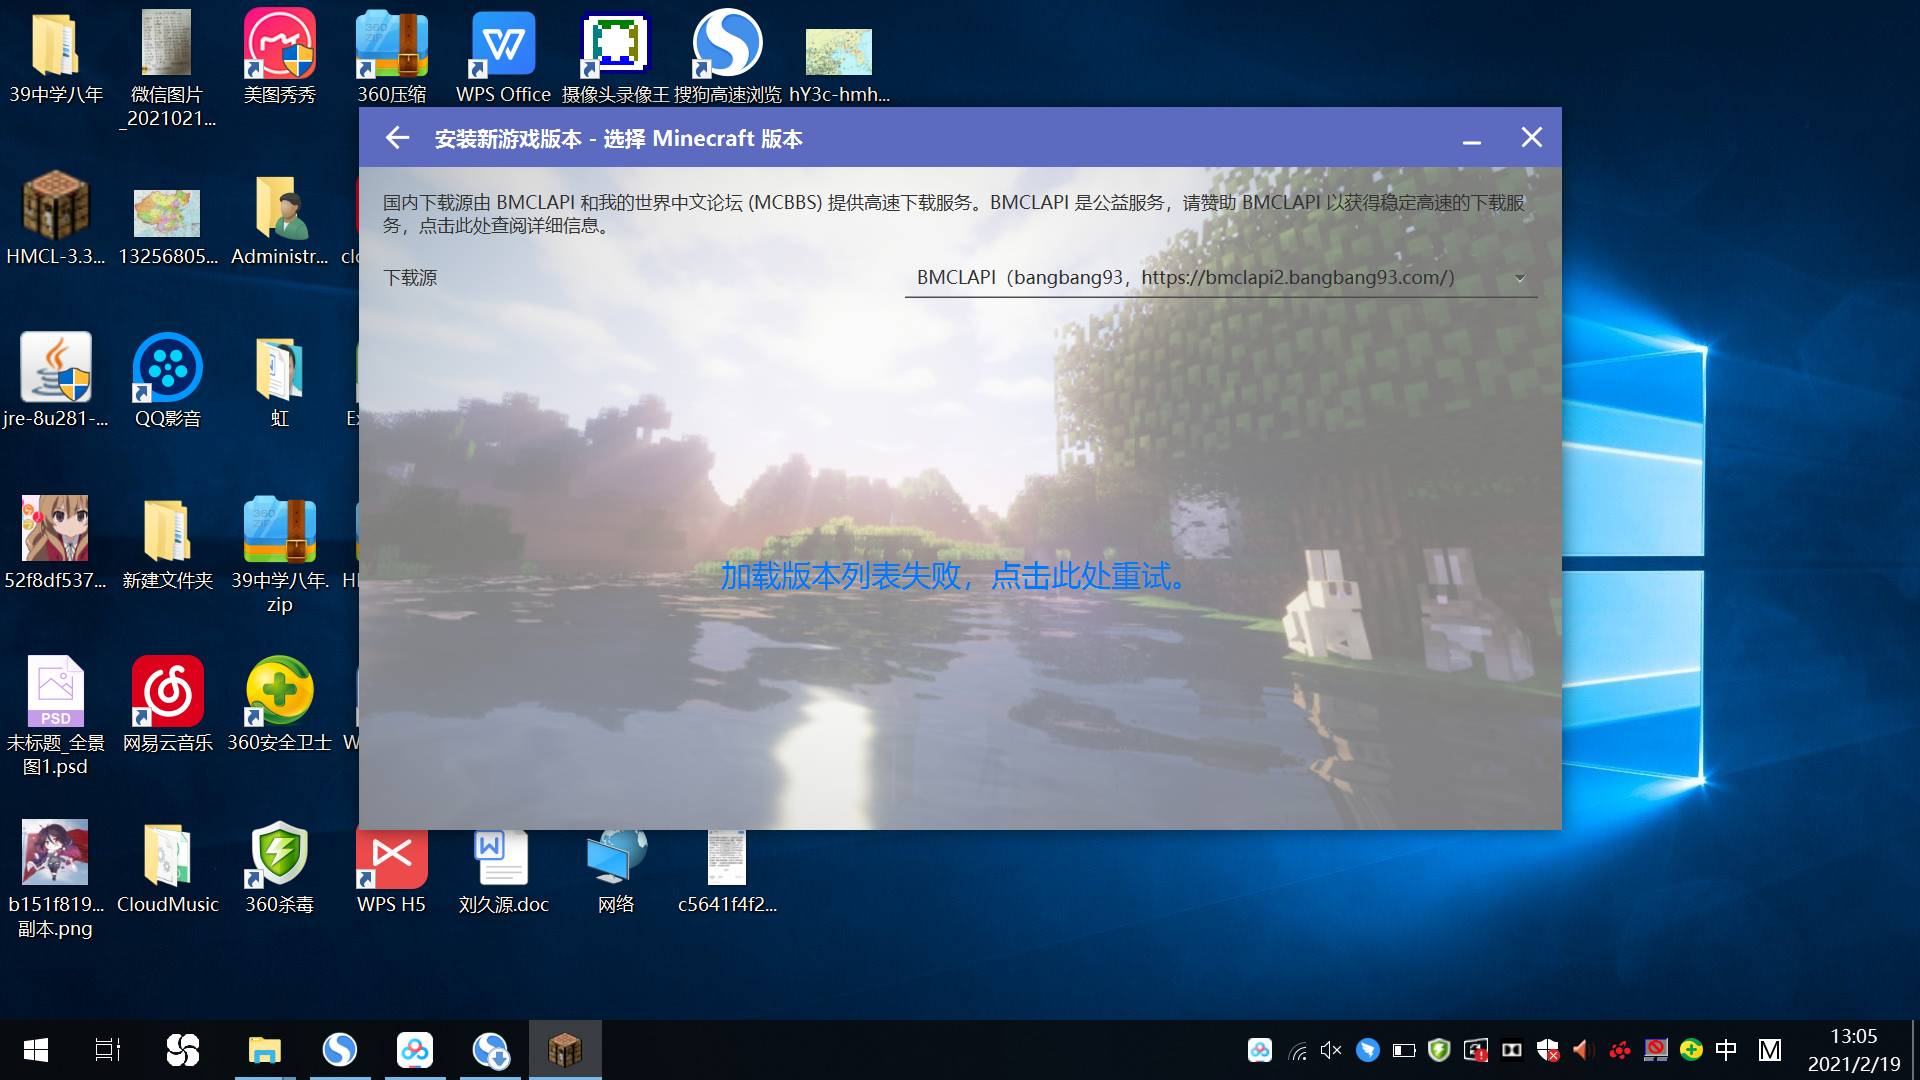 39中学八年
微信图片
_2021021...
美图秀秀
360压缩
WPS Office
摄像头录像王
搜狗高速浏览
hY3c-hmh...
安装新游戏版本 - 选择 Minecraft 版本
国内下载源由 BMCLAPI 和我的世界中文论坛 (MCBBS) 提供高速下载服务。BMCLAPI 是公益服务，请赞助 BMCLAPI 以获得稳定高速的下载服
务，点击此处查阅详细信息。
下载源
BMCLAPI（bangbang93，https://bmclapi2.bangbang93.com/）
加载版本列表失败，点击此处重试。
HMCL-3.3...
13256805...
Administr...
clo
jre-8u281-...
QQ影音
虹
Ex
52f8df537...
新建文件夹
39中学八年.
zip
HI
PSD
未标题_全景
图1.psd
网易云音乐
360安全卫士
W
b151f819...
副本.png
CloudMusic
360杀毒
WPS H5
刘久源.doc
网络
c5641f4f2...
中
M
13:05
2021/2/19